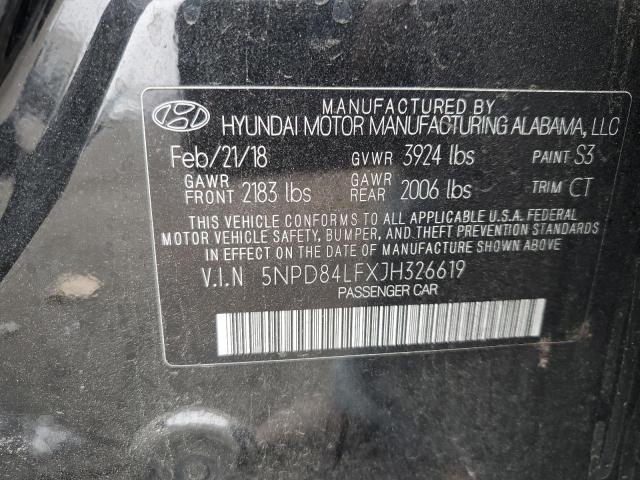 MANUFACTURED BY
HYUNDAI MOTOR MANUFACTURING ALABAMA, LLC
Feb/21/18 GVWR 3924 lbs PAINT S3
GAWR FRONT 2183 lbs GAWR REAR 2006 lbs TRIM CT
THIS VEHICLE CONFORMS TO ALL APPLICABLE U.S.A. FEDERAL
MOTOR VEHICLE SAFETY, BUMPER, AND THEFT PREVENTION STANDARDS
IN EFFECT ON THE DATE OF MANUFACTURE SHOWN ABOVE
V.I.N 5NPD84LFXJH326619
PASSENGER CAR